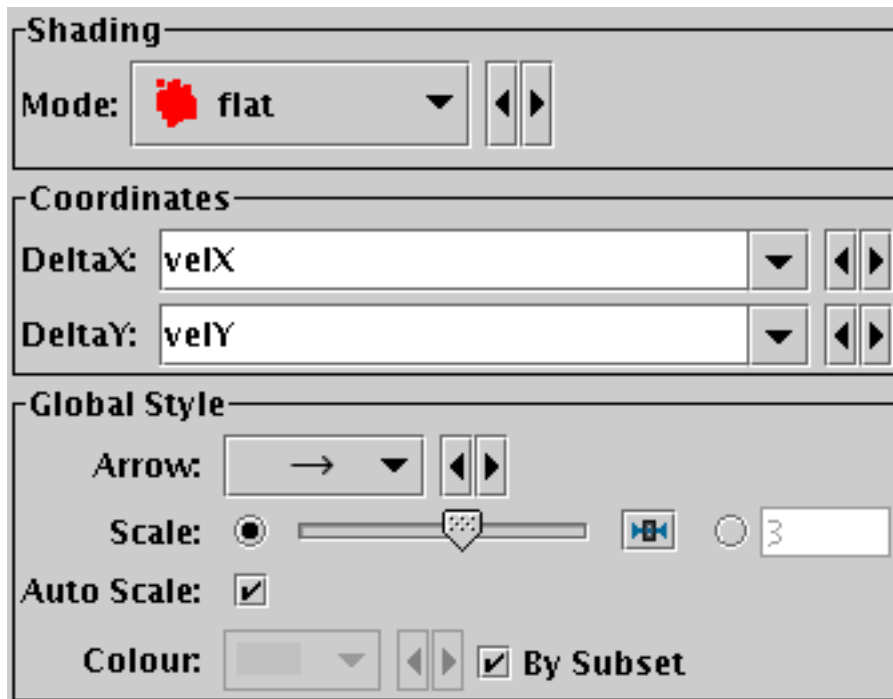 Shading
Mode: flat
Coordinates
DeltaX: velX
DeltaY: velY
Global Style
Arrow:
Scale: 3
Auto Scale:
Colour: By Subset